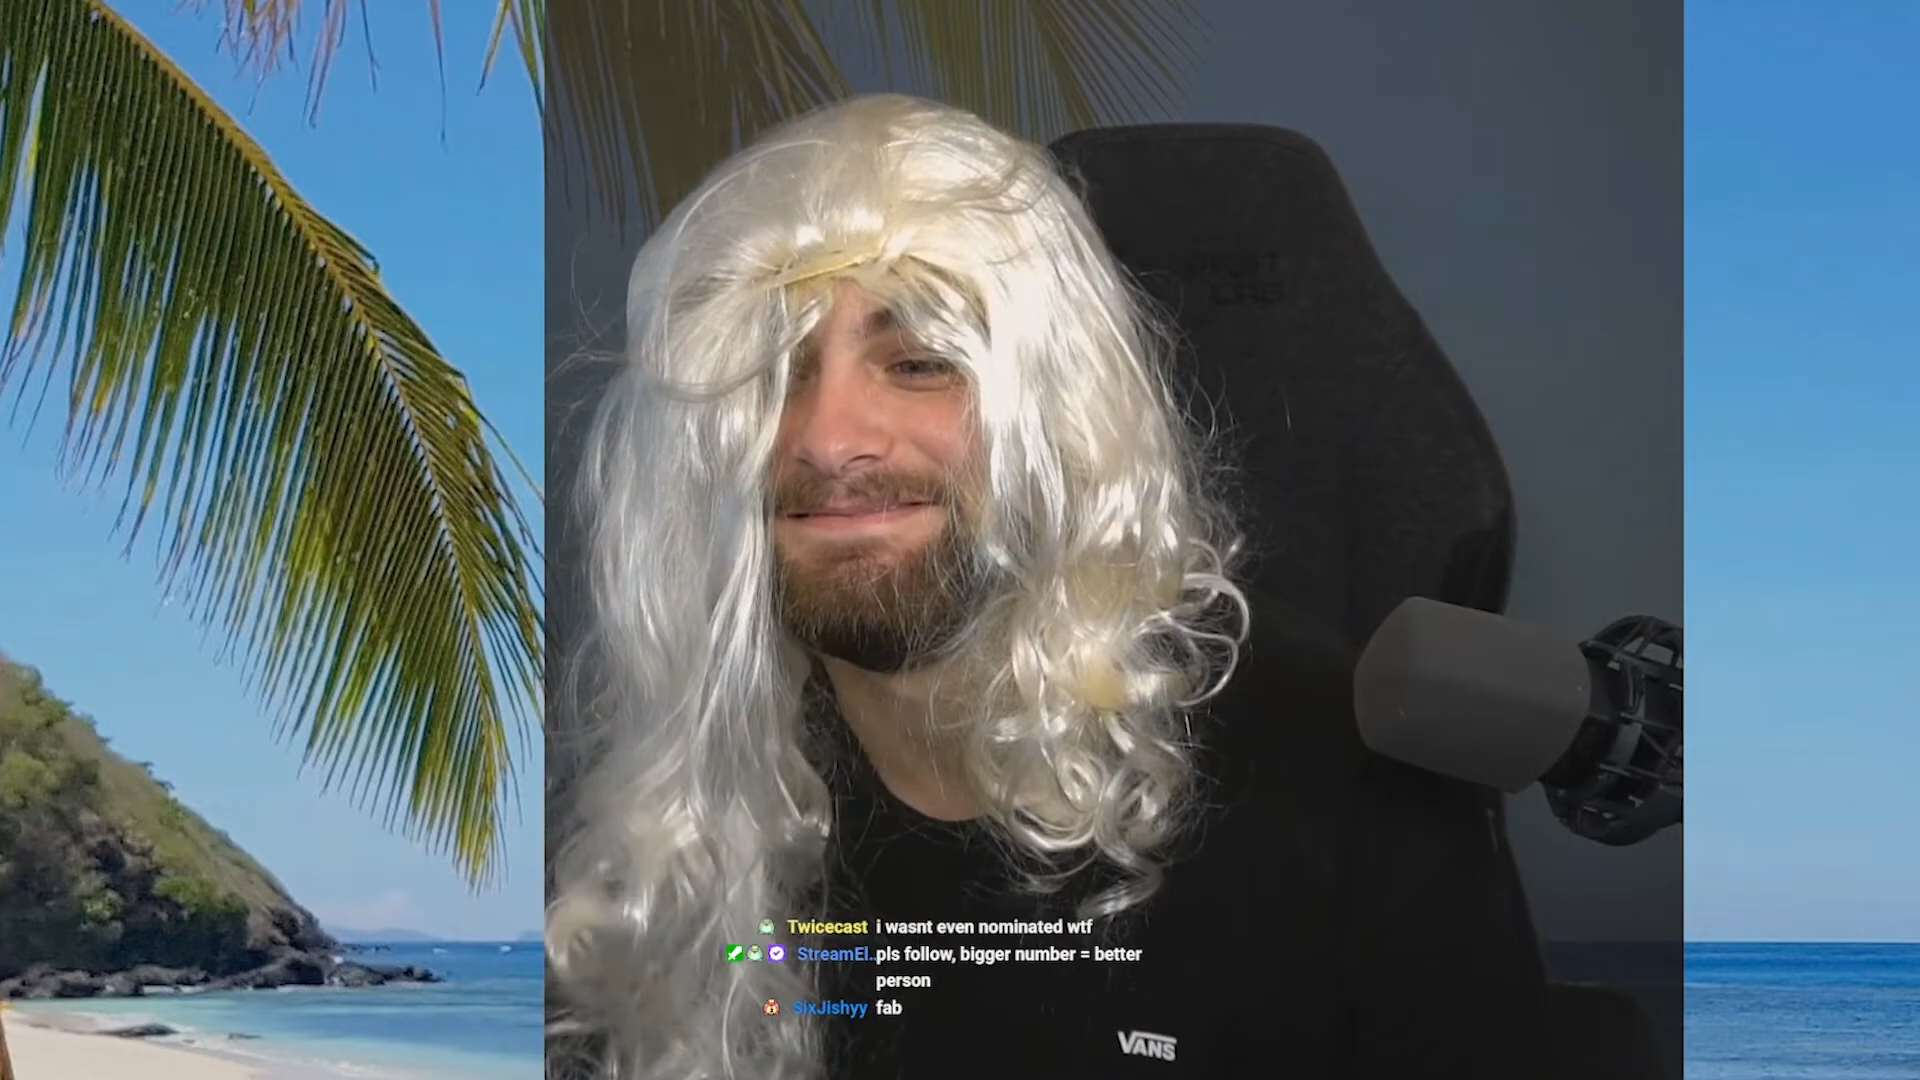 Twicecast i wasnt even nominated wtf
StreamEl.. pls follow, bigger number = better
person
SixJishyy fab
VANS